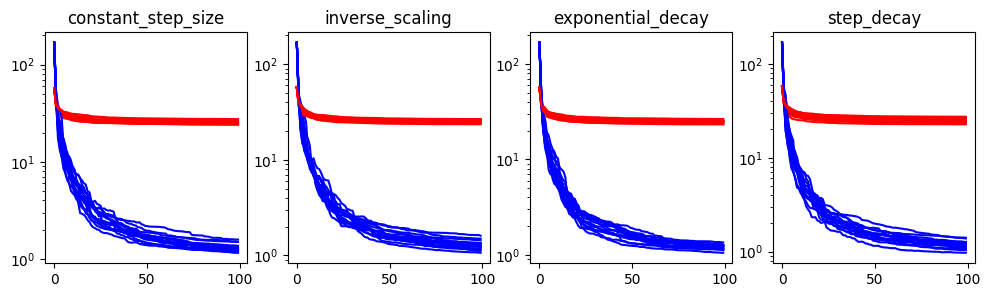 constant_step_size inverse_scaling exponential_decay step_decay
10² 10² 10² 10²
10¹ 10¹ 10¹ 10¹
10⁰ 10⁰ 10⁰ 10⁰
0 50 100 0 50 100 0 50 100 0 50 100